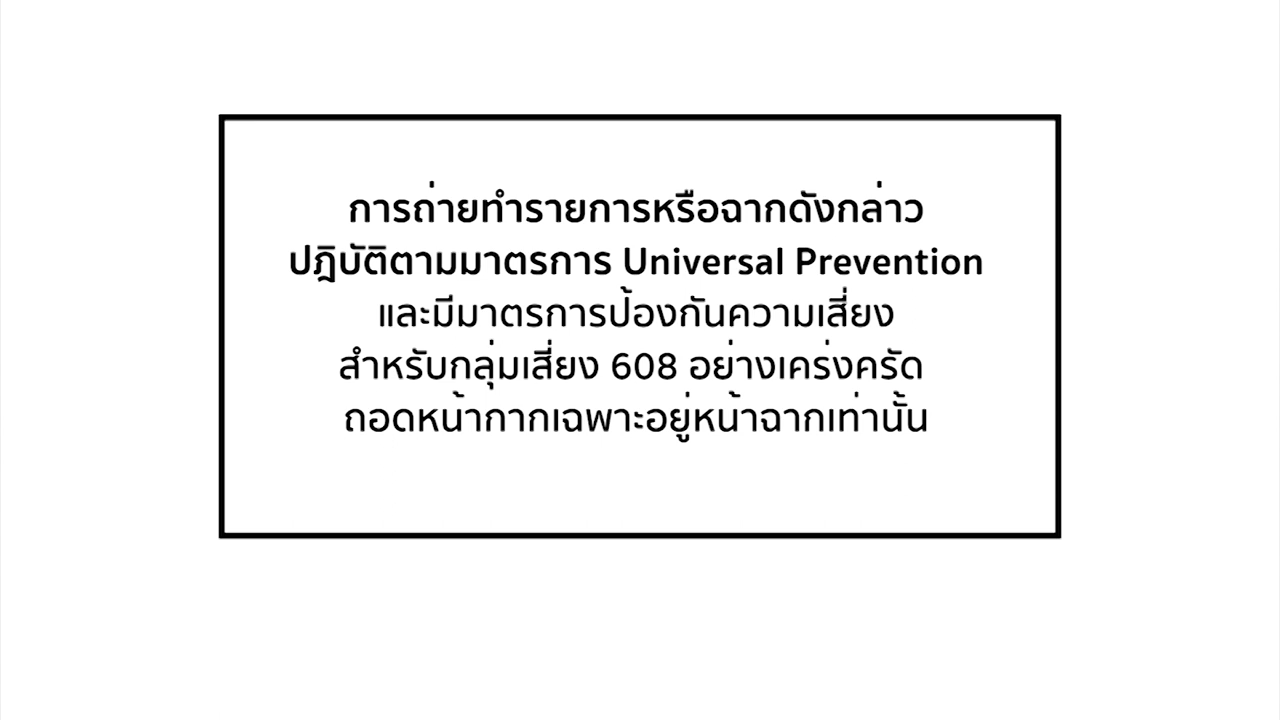 การถ่ายทำรายการหรือฉากดังกล่าว
ปฏิบัติตามมาตรการ Universal Prevention
และมีมาตรการป้องกันความเสี่ยง
สำหรับกลุ่มเสี่ยง 608 อย่างเคร่งครัด
ถอดหน้ากากเฉพาะอยู่หน้าฉากเท่านั้น